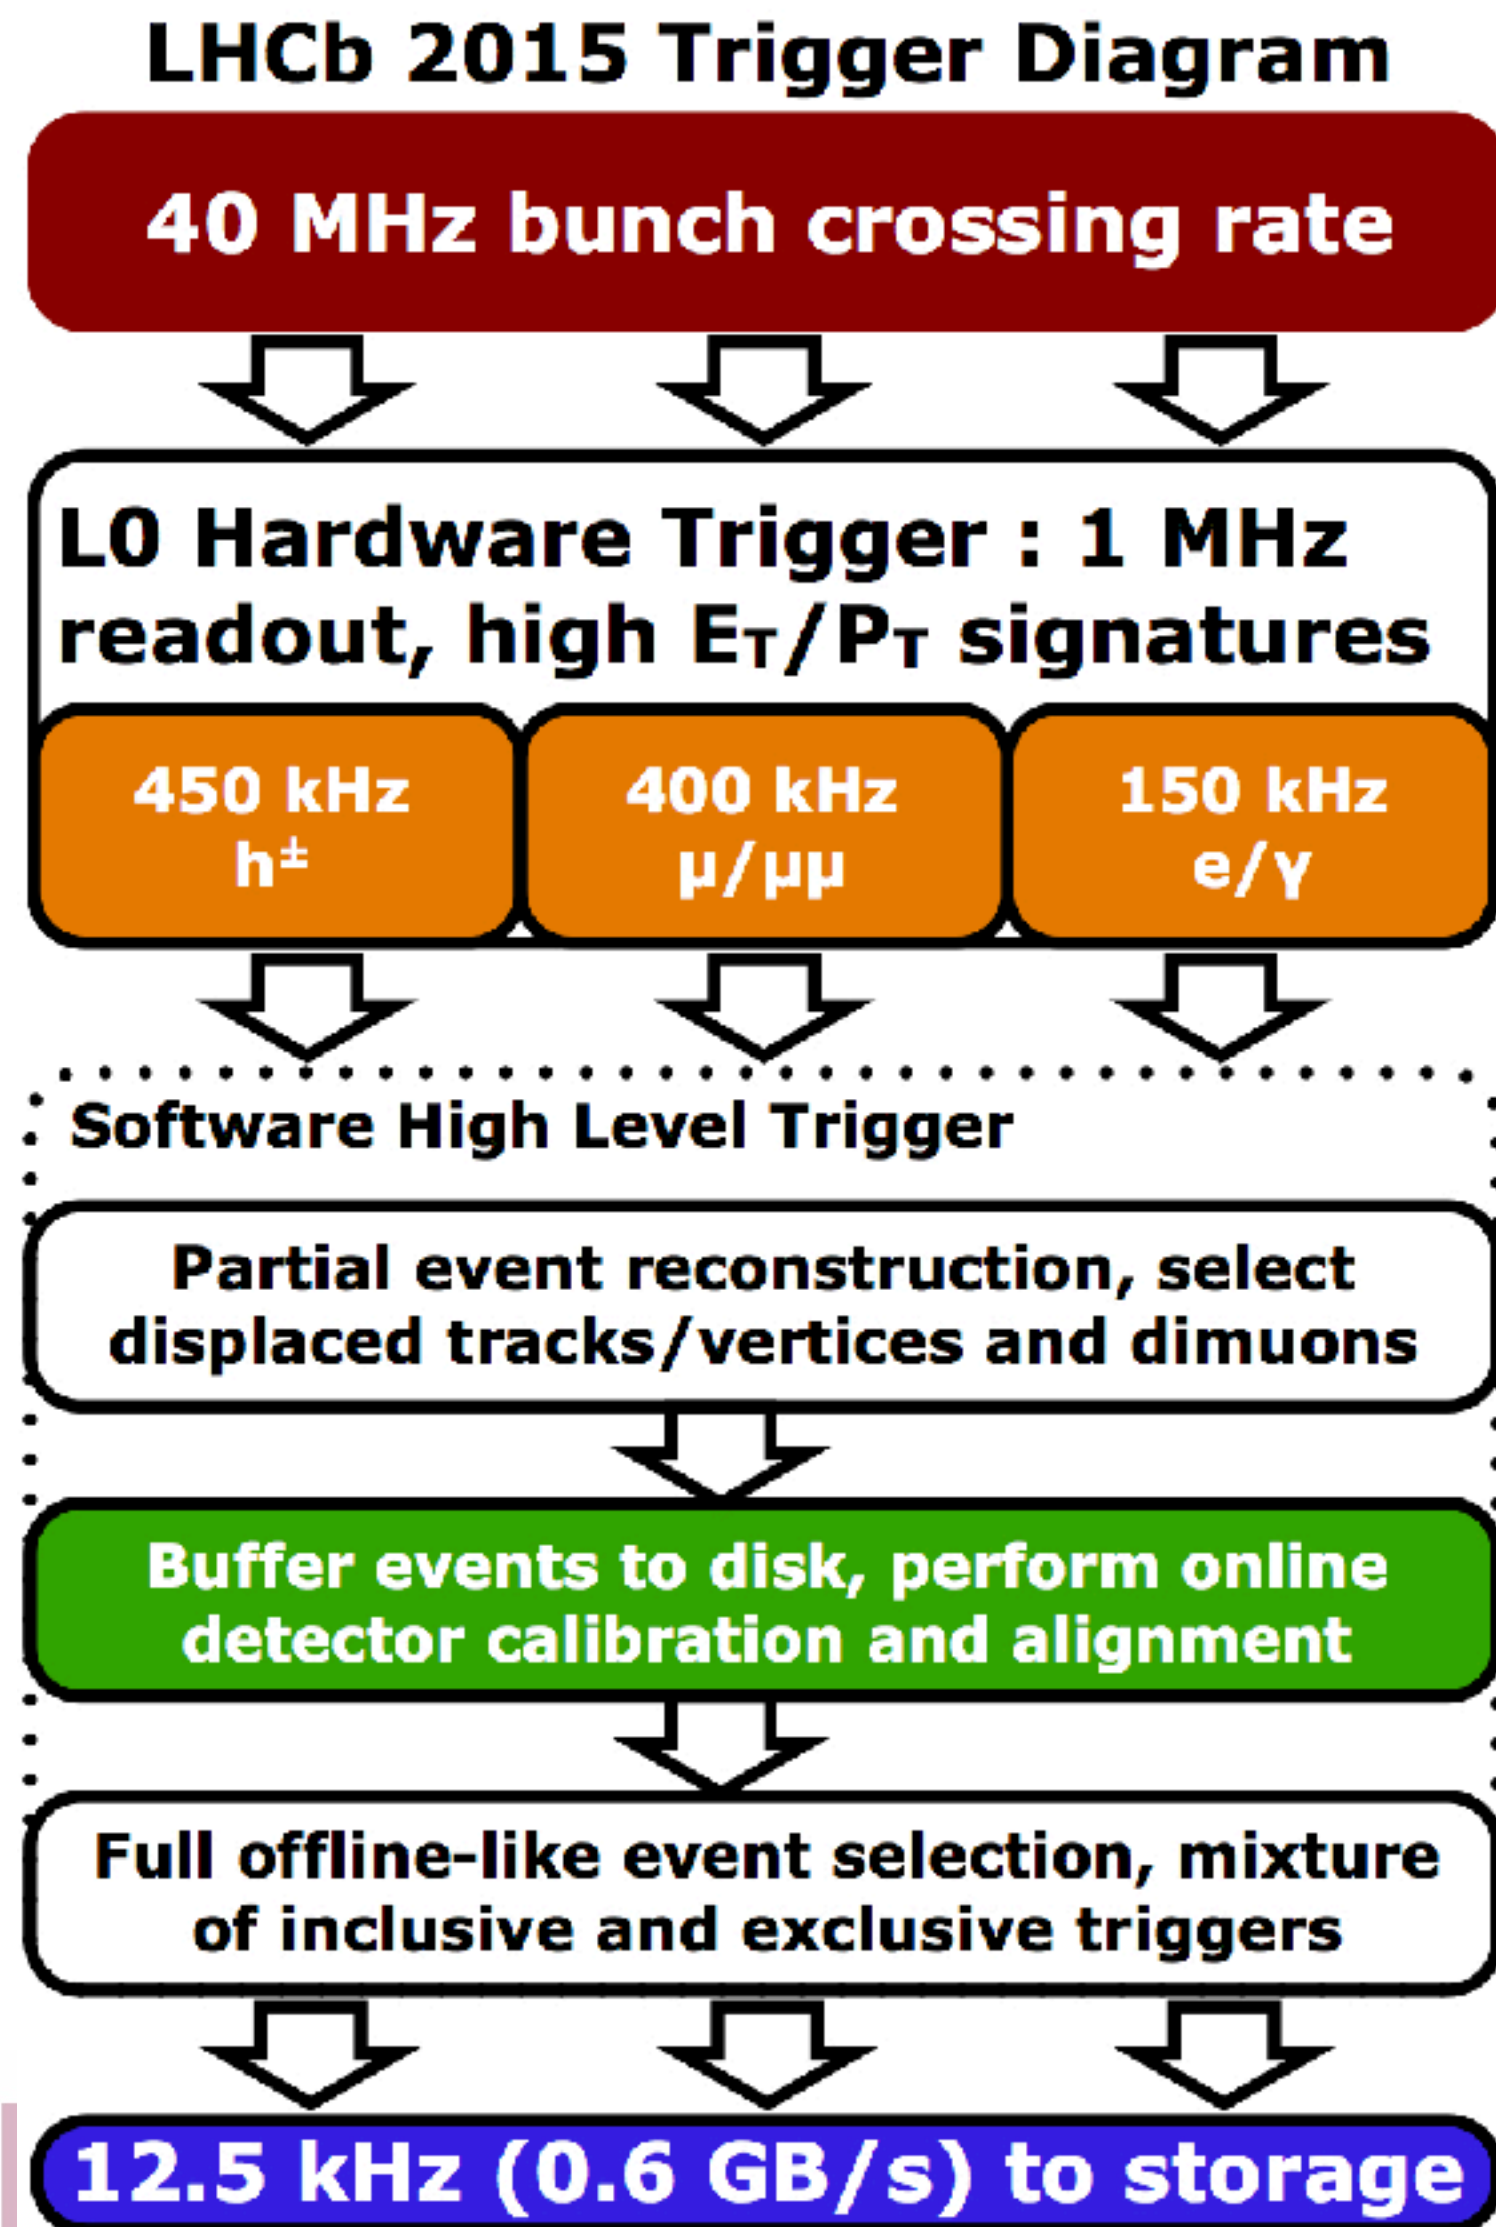 LHCb 2015 Trigger Diagram
40 MHz bunch crossing rate
L0 Hardware Trigger : 1 MHz
readout, high ET/PT signatures
450 kHz
h±
400 kHz
μ/μμ
150 kHz
e/γ
Software High Level Trigger
Partial event reconstruction, select
displaced tracks/vertices and dimuons
Buffer events to disk, perform online
detector calibration and alignment
Full offline-like event selection, mixture
of inclusive and exclusive triggers
12.5 kHz (0.6 GB/s) to storage